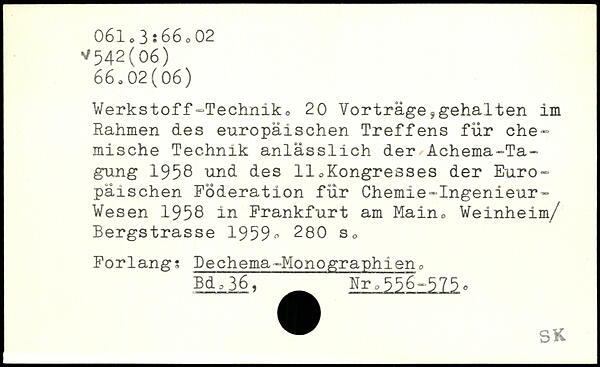 061.3:66.02
√542(06)
66.02(06)
Werkstoff-Technik. 20 Vorträge,gehalten im
Rahmen des europäischen Treffens für che-
mische Technik anlässlich der Achema-Ta-
gung 1958 und des 11.Kongresses der Euro-
päischen Föderation für Chemie-Ingenieur-
Wesen 1958 in Frankfurt am Main. Weinheim/
Bergstrasse 1959. 280 s.
Forlang: Dechema-Monographien.
Bd.36, Nr.556-575.
SK